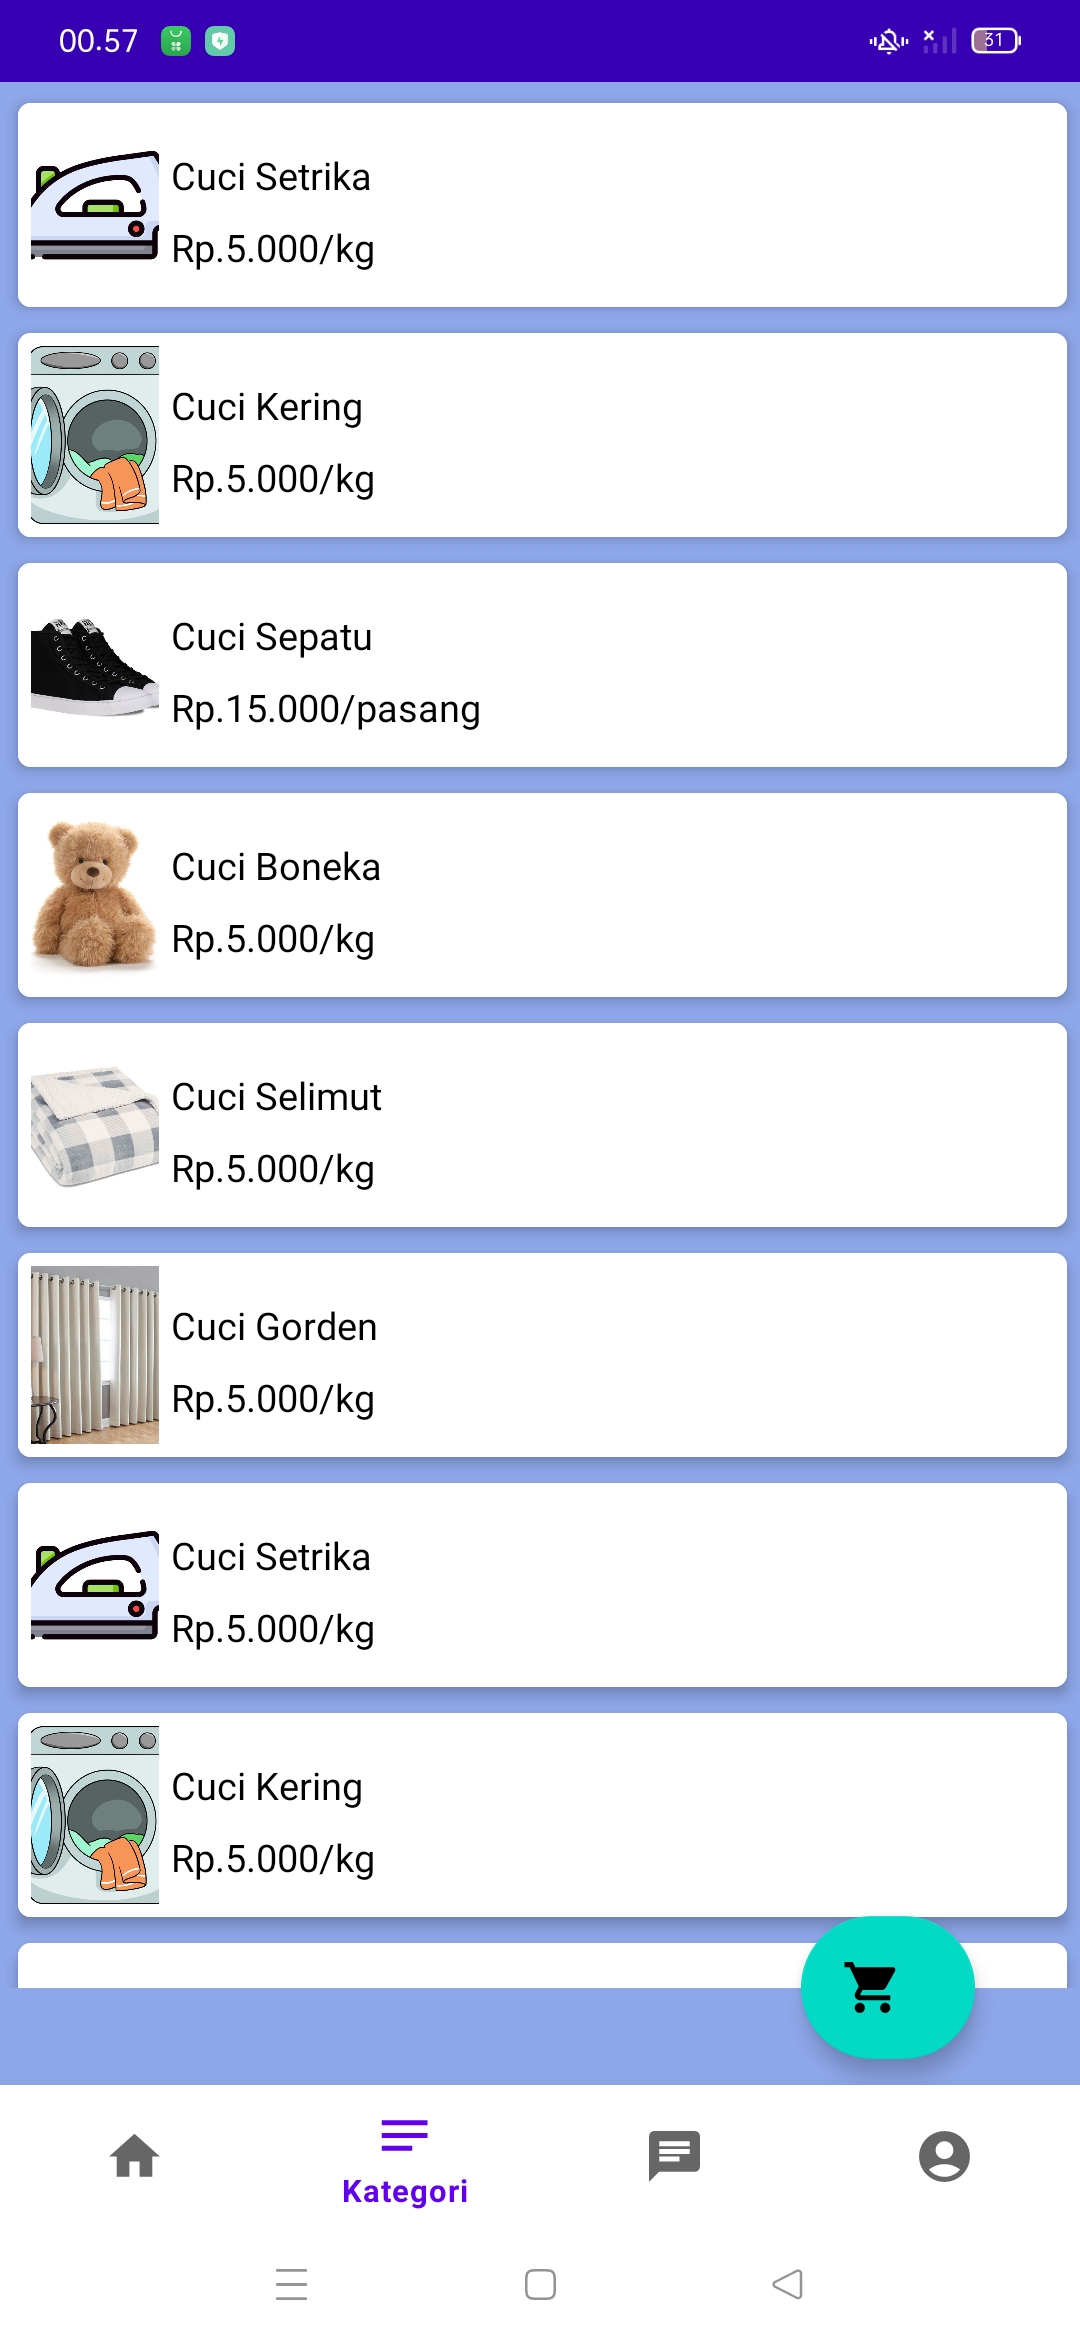 00.57
31
Cuci Setrika
Rp.5.000/kg
Cuci Kering
Rp.5.000/kg
Cuci Sepatu
Rp.15.000/pasang
Cuci Boneka
Rp.5.000/kg
Cuci Selimut
Rp.5.000/kg
Cuci Gorden
Rp.5.000/kg
Cuci Setrika
Rp.5.000/kg
Cuci Kering
Rp.5.000/kg
Kategori